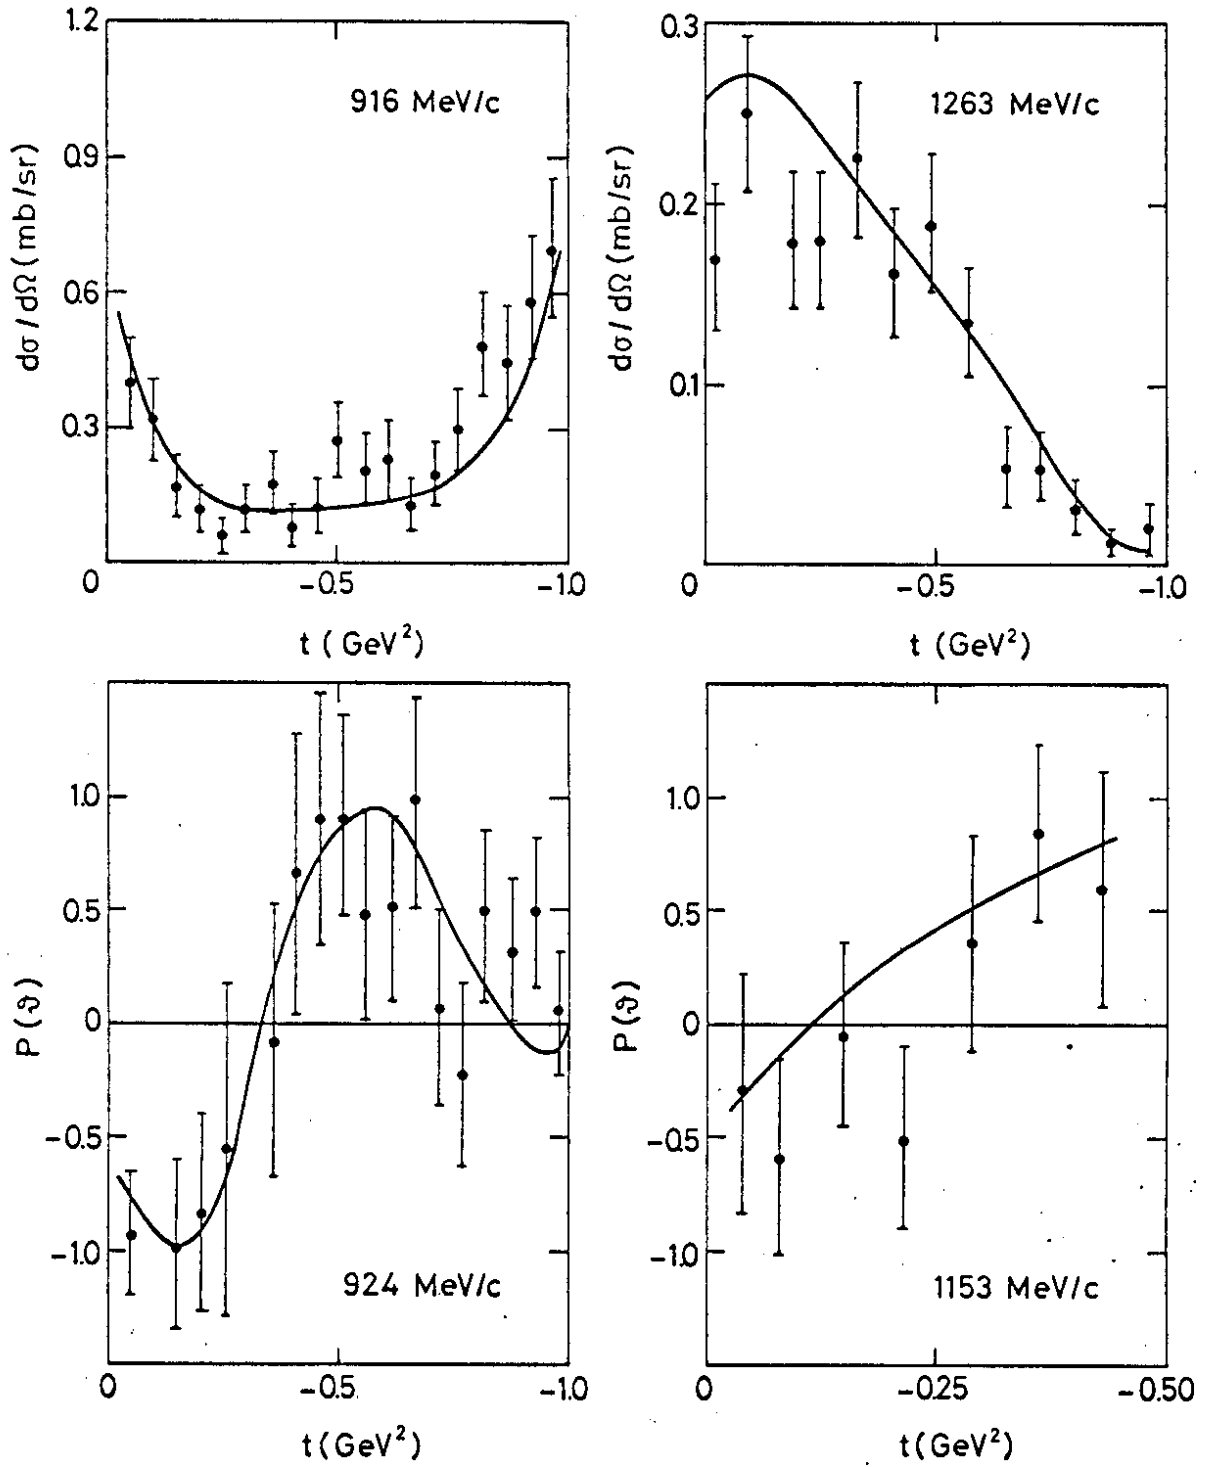 1.2
0.9
0.6
0.3
0
-0.5
-1.0
dσ/dΩ (mb/sr)
916 MeV/c
t (GeV²)
0.3
0.2
0.1
0
-0.5
-1.0
dσ/dΩ (mb/sr)
1263 MeV/c
t (GeV²)
1.0
0.5
0
-0.5
-1.0
0
-0.5
-1.0
P(ϑ)
924 MeV/c
t (GeV²)
1.0
0.5
0
-0.5
-1.0
0
-0.25
-0.50
P(ϑ)
1153 MeV/c
t (GeV²)